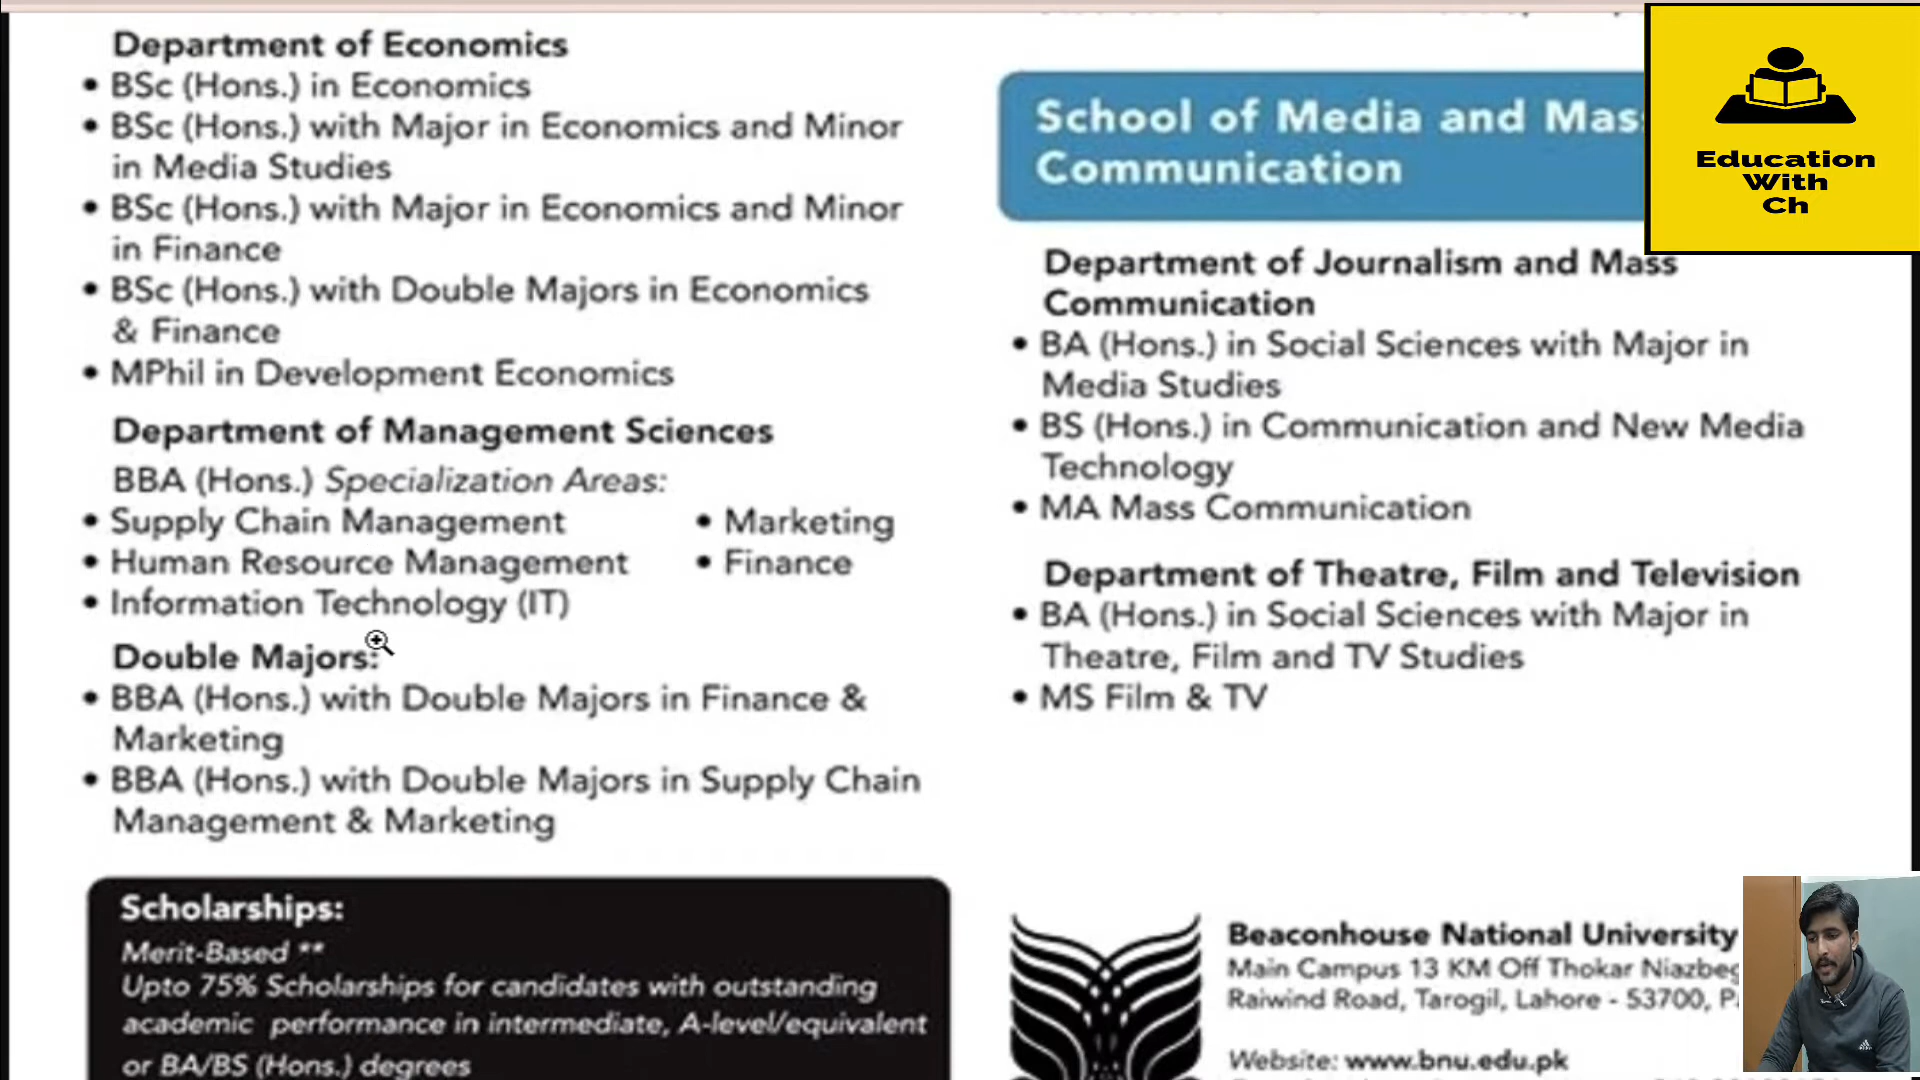 Department of Economics
• BSc (Hons.) in Economics
• BSc (Hons.) with Major in Economics and Minor
in Media Studies
• BSc (Hons.) with Major in Economics and Minor
in Finance
• BSc (Hons.) with Double Majors in Economics
& Finance
• MPhil in Development Economics
Department of Management Sciences
BBA (Hons.) Specialization Areas:
• Supply Chain Management
• Marketing
• Human Resource Management
• Finance
• Information Technology (IT)
Double Majors:
• BBA (Hons.) with Double Majors in Finance &
Marketing
• BBA (Hons.) with Double Majors in Supply Chain
Management & Marketing
Scholarships:
Merit-Based **
Upto 75% Scholarships for candidates with outstanding
academic performance in intermediate, A-level/equivalent
or BA/BS (Hons.) degrees
School of Media and Mas
Communication
Department of Journalism and Mass
Communication
• BA (Hons.) in Social Sciences with Major in
Media Studies
• BS (Hons.) in Communication and New Media
Technology
• MA Mass Communication
Department of Theatre, Film and Television
• BA (Hons.) in Social Sciences with Major in
Theatre, Film and TV Studies
• MS Film & TV
Beaconhouse National University
Main Campus 13 KM Off Thokar Niazbeg
Raiwind Road, Tarogil, Lahore - 53700, P
Website: www.bnu.edu.pk
Education
With
Ch